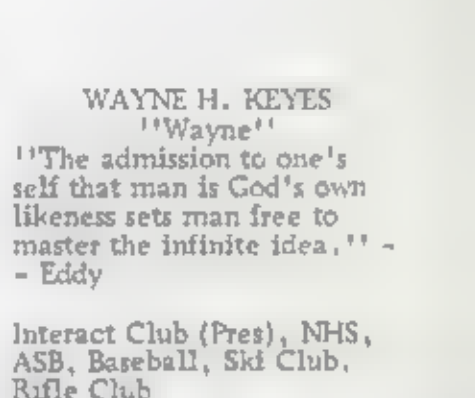 WAYNE H. KEYES
''Wayne''
''The admission to one's
self that man is God's own
likeness sets man free to
master the infinite idea.'' -
- Eddy
Interact Club (Pres), NHS,
ASB, Baseball, Ski Club,
Rifle Club